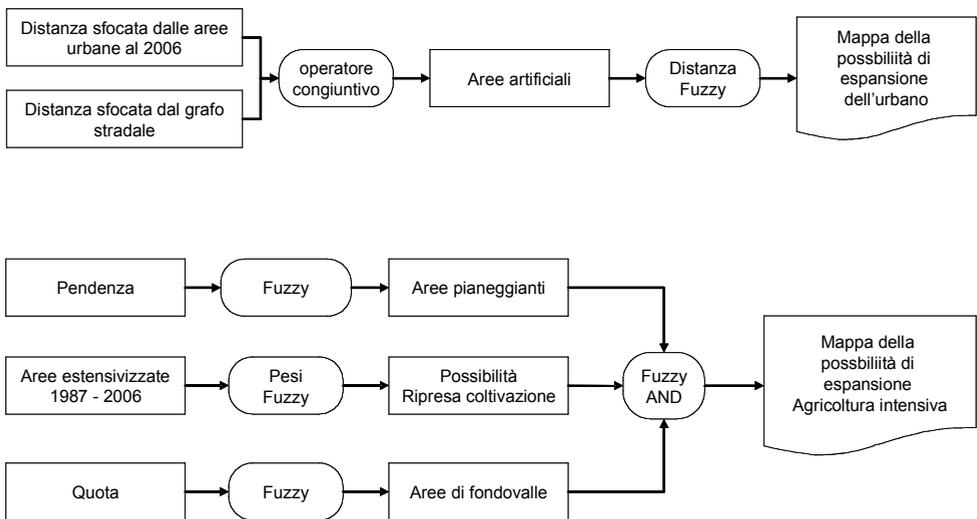 Distanza sfocata dalle aree
urbane al 2006
Distanza sfocata dal grafo
stradale
operatore
congiuntivo
Aree artificiali
Distanza
Fuzzy
Mappa della
possbiliità di
espansione
dell'urbano
Pendenza
Fuzzy
Aree pianeggianti
Aree estensivizzate
1987 - 2006
Pesi
Fuzzy
Possibilità
Ripresa coltivazione
Quota
Fuzzy
Aree di fondovalle
Fuzzy
AND
Mappa della
possbiliità di
espansione
Agricoltura intensiva